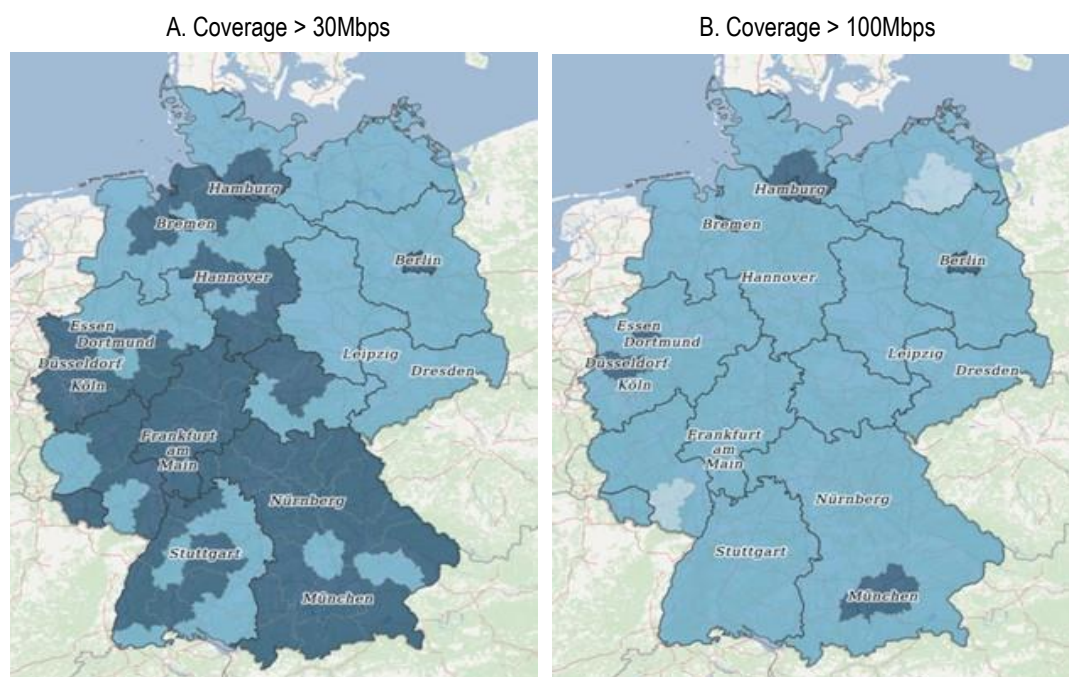 A. Coverage > 30Mbps
B. Coverage > 100Mbps
Hamburg
Bremen
Berlin
Hannover
Essen
Dortmund
Düsseldorf
Köln
Leipzig
Dresden
Frankfurt
am
Main
Nürnberg
Stuttgart
München
Hamburg
Bremen
Berlin
Hannover
Essen
Dortmund
Düsseldorf
Köln
Leipzig
Dresden
Frankfurt
am
Main
Nürnberg
Stuttgart
München